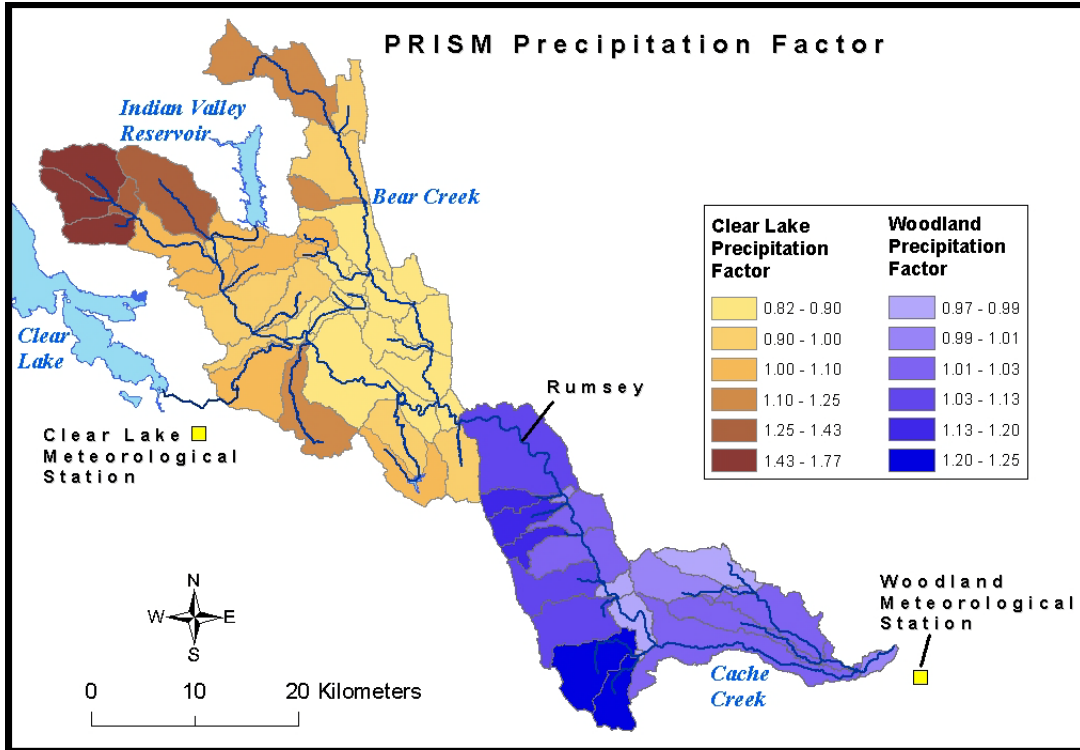 PRISM Precipitation Factor
Indian Valley
Reservoir
Bear Creek
Clear
Lake
Clear Lake
Meteorological
Station
Rumsey
Clear Lake
Precipitation
Factor
0.82 - 0.90
0.90 - 1.00
1.00 - 1.10
1.10 - 1.25
1.25 - 1.43
1.43 - 1.77
Woodland
Precipitation
Factor
0.97 - 0.99
0.99 - 1.01
1.01 - 1.03
1.03 - 1.13
1.13 - 1.20
1.20 - 1.25
Woodland
Meteorological
Station
Cache
Creek
N
W E
S
0 10 20 Kilometers